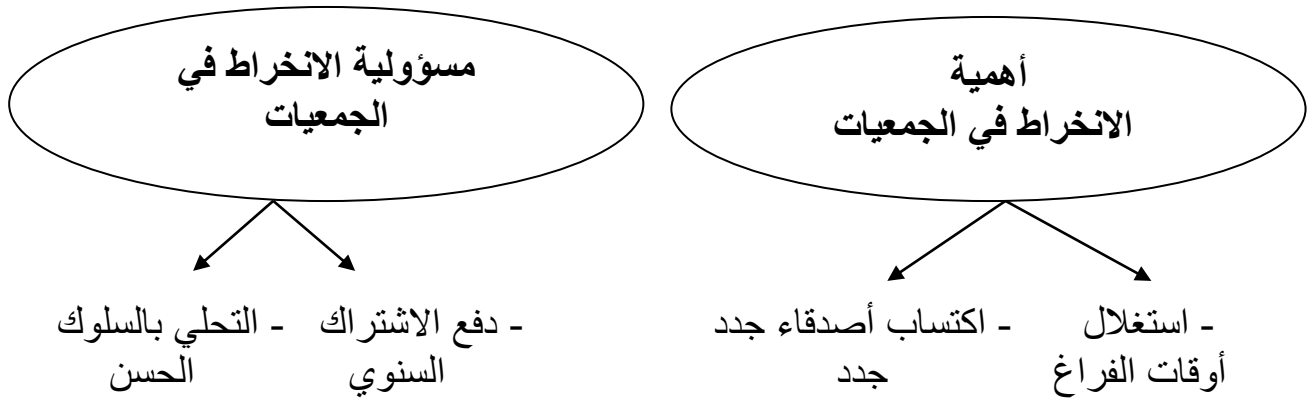 أهمية
الانخراط في الجمعيات
مسؤولية الانخراط في
الجمعيات
- استغلال
أوقات الفراغ
- اكتساب أصدقاء جدد
جدد
- دفع الاشتراك
السنوي
- التحلي بالسلوك
الحسن